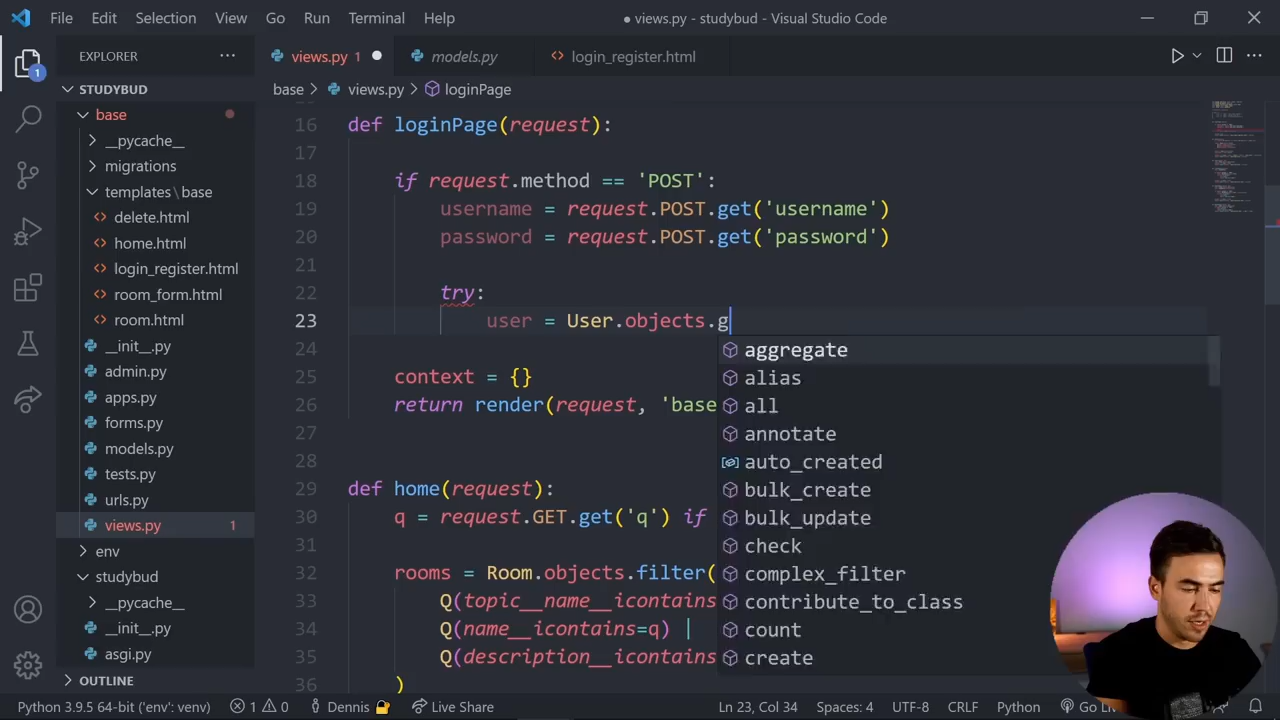 File Edit Selection View Go Run Terminal Help
● views.py - studybud - Visual Studio Code
EXPLORER
views.py 1
models.py
login_register.html
STUDYBUD
base > views.py > loginPage
base
__pycache__
migrations
templates \ base
delete.html
home.html
login_register.html
room_form.html
room.html
__init__.py
admin.py
apps.py
forms.py
models.py
tests.py
urls.py
views.py 1
env
studybud
__pycache__
__init__.py
asgi.py
OUTLINE
1
16 def loginPage(request):
17
18 if request.method == 'POST':
19 username = request.POST.get('username')
20 password = request.POST.get('password')
21
22 try:
23 user = User.objects.g
24
25 context = {}
26 return render(request, 'base
27
28
29 def home(request):
30 q = request.GET.get('q') if
31
32 rooms = Room.objects.filter(
33 Q(topic__name__icontains
34 Q(name__icontains=q) |
35 Q(description__icontains
36 )
aggregate
alias
all
annotate
auto_created
bulk_create
bulk_update
check
complex_filter
contribute_to_class
count
create
Python 3.9.5 64-bit ('env': venv) 1 0 Dennis Live Share Ln 23, Col 34 Spaces: 4 UTF-8 CRLF Python Go